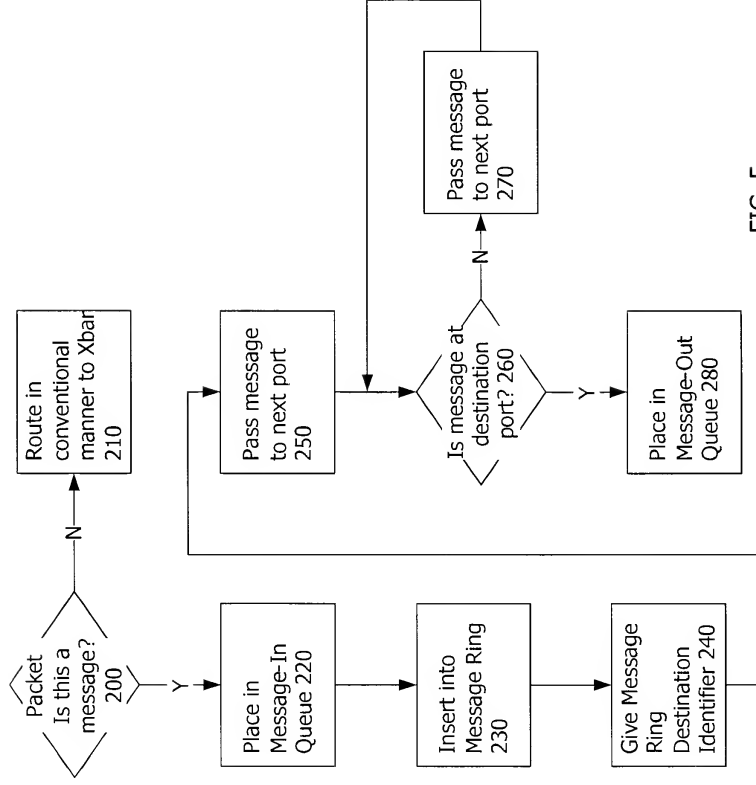 Packet
Is this a
message?
200
N
Route in
conventional
manner to Xbar
210
Y
Place in
Message-In
Queue 220
Insert into
Message Ring
230
Give Message
Ring
Destination
Identifier 240
Pass message
to next port
250
Is message at
destination
port? 260
N
Pass message
to next port
270
Y
Place in
Message-Out
Queue 280